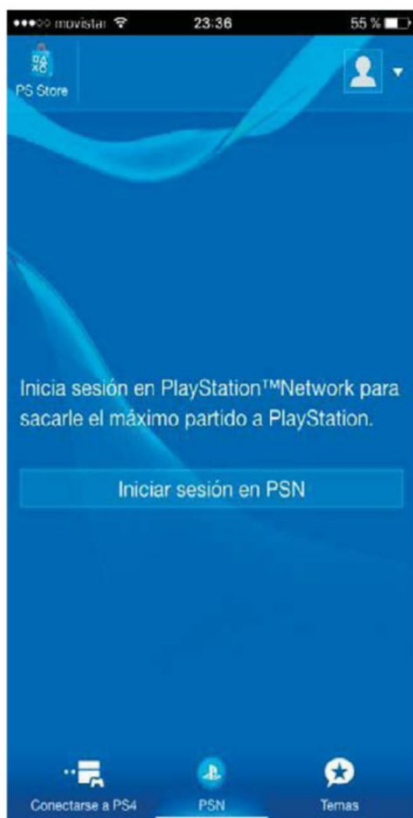 movistar 23:36 55 %
PS Store
Inicia sesión en PlayStation™Network para
sacarle el máximo partido a PlayStation.
Iniciar sesión en PSN
Conectarse a PS4 PSN Temas